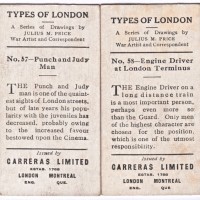 TYPES OF LONDON
A Series of Drawings by
JULIUS M. PRICE
War Artist and Correspondent
No. 57—Punch and Judy
Man
THE Punch and Judy
man is one of the quaint-
est sights of London streets,
but of late years his popu-
larity with the juveniles has
decreased, probably owing
to the increased favour
bestowed upon the Cinema.
Issued by
CARRERAS LIMITED
ESTAB. 1788
LONDON MONTREAL
ENG. QUE.
TYPES OF LONDON
A Series of Drawings by
JULIUS M. PRICE
War Artist and Correspondent
No. 58—Engine Driver
at London Terminus
THE Engine Driver on a
long distance train is
a most important person,
perhaps even more so than
the Guard. Only men
of the highest character are
chosen for the position,
which is one of the utmost
responsibility.
Issued by
CARRERAS LIMITED
ESTAB. 1788
LONDON MONTREAL
ENG. QUE.